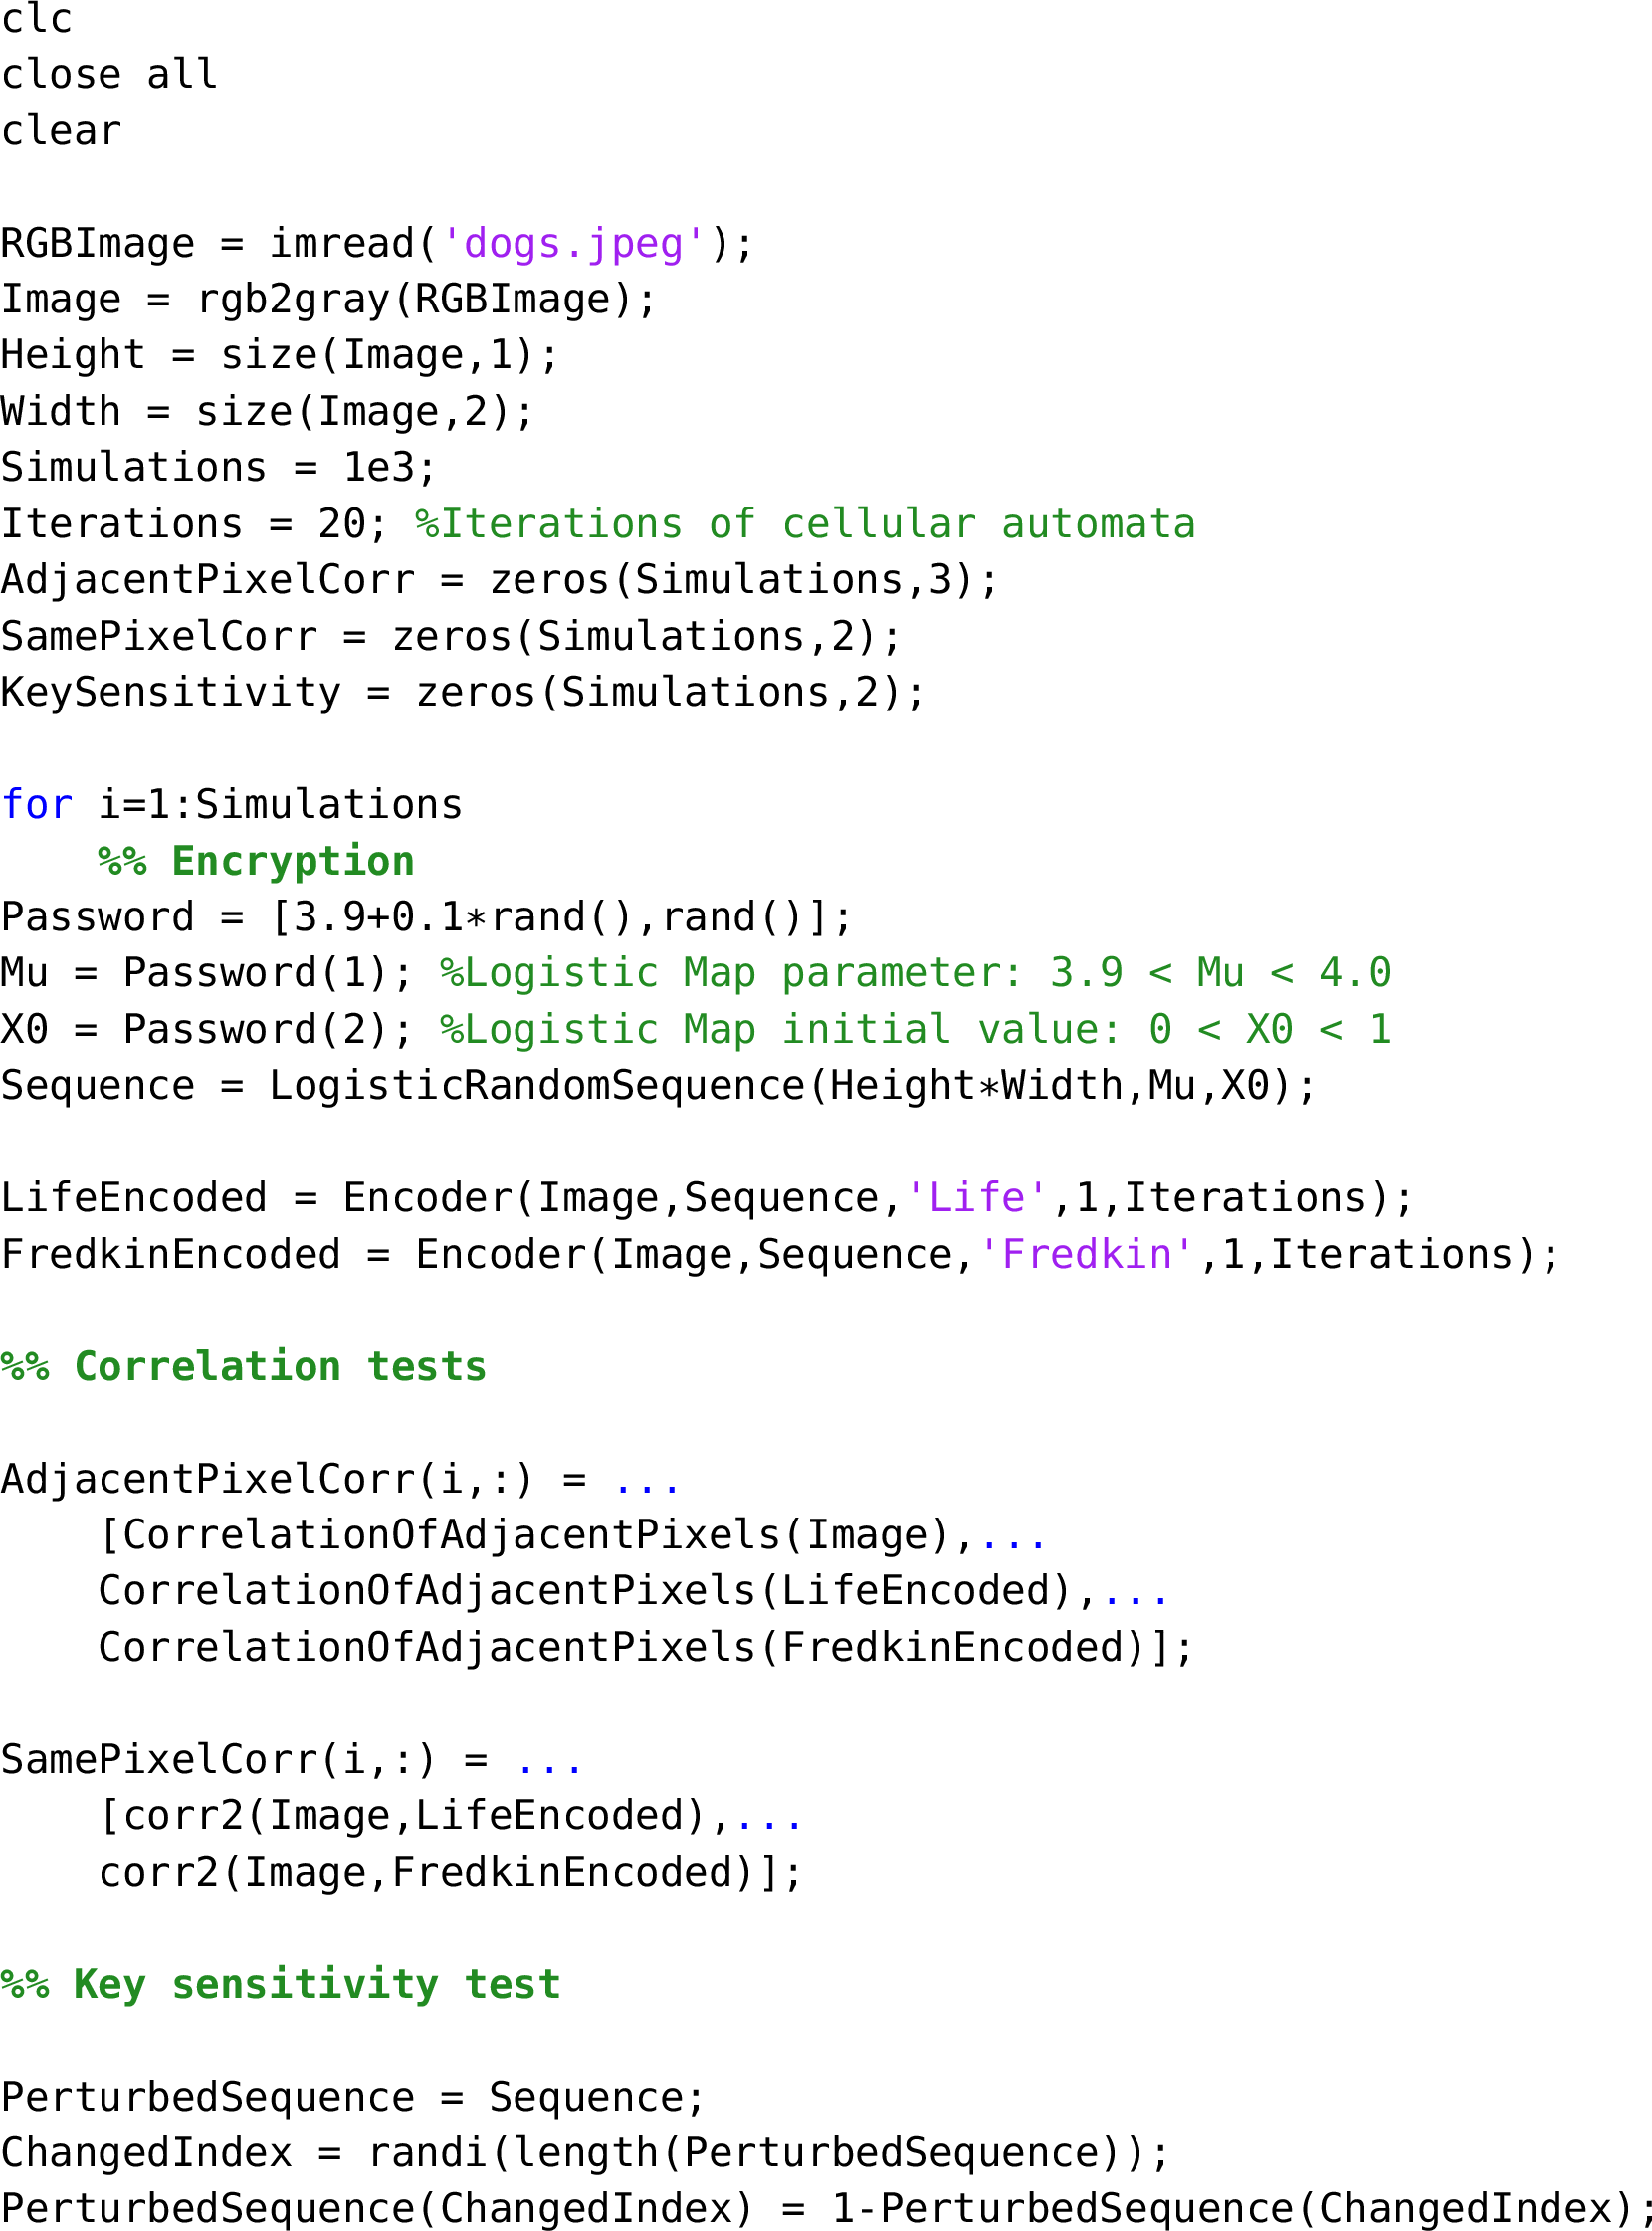 clc
close all
clear
RGBImage = imread('dogs.jpeg');
Image = rgb2gray(RGBImage);
Height = size(Image,1);
Width = size(Image,2);
Simulations = 1e3;
Iterations = 20; %Iterations of cellular automata
AdjacentPixelCorr = zeros(Simulations,3);
SamePixelCorr = zeros(Simulations,2);
KeySensitivity = zeros(Simulations,2);
for i=1:Simulations
    %% Encryption
Password = [3.9+0.1*rand(),rand()];
Mu = Password(1); %Logistic Map parameter: 3.9 < Mu < 4.0
X0 = Password(2); %Logistic Map initial value: 0 < X0 < 1
Sequence = LogisticRandomSequence(Height*Width,Mu,X0);
LifeEncoded = Encoder(Image,Sequence,'Life',1,Iterations);
FredkinEncoded = Encoder(Image,Sequence,'Fredkin',1,Iterations);
%% Correlation tests
AdjacentPixelCorr(i,:) = ...
    [CorrelationOfAdjacentPixels(Image),...
    CorrelationOfAdjacentPixels(LifeEncoded),...
    CorrelationOfAdjacentPixels(FredkinEncoded)];
SamePixelCorr(i,:) = ...
    [corr2(Image,LifeEncoded),...
    corr2(Image,FredkinEncoded)];
%% Key sensitivity test
PerturbedSequence = Sequence;
ChangedIndex = randi(length(PerturbedSequence));
PerturbedSequence(ChangedIndex) = 1-PerturbedSequence(ChangedIndex);